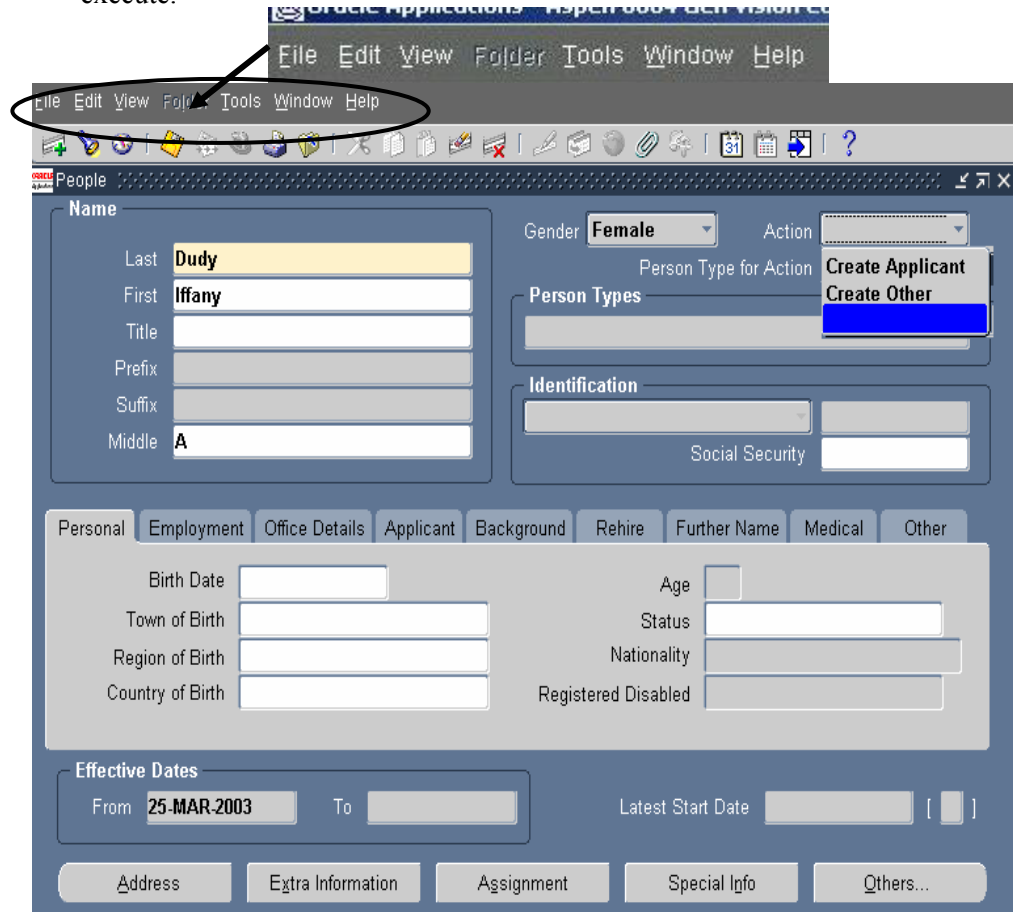 execute.
Oracle Applications - Aspen
File Edit View Folder Tools Window Help
File Edit View Folder Tools Window Help
31
?
People
Name
Last Dudy
First Iffany
Title
Prefix
Suffix
Middle A
Gender Female Action
Person Type for Action
Create Applicant
Create Other
Person Types
Identification
Social Security
Personal Employment Office Details Applicant Background Rehire Further Name Medical Other
Birth Date Age
Town of Birth Status
Region of Birth Nationality
Country of Birth Registered Disabled
Effective Dates
From 25-MAR-2003 To Latest Start Date [ ]
Address Extra Information Assignment Special Info Others...